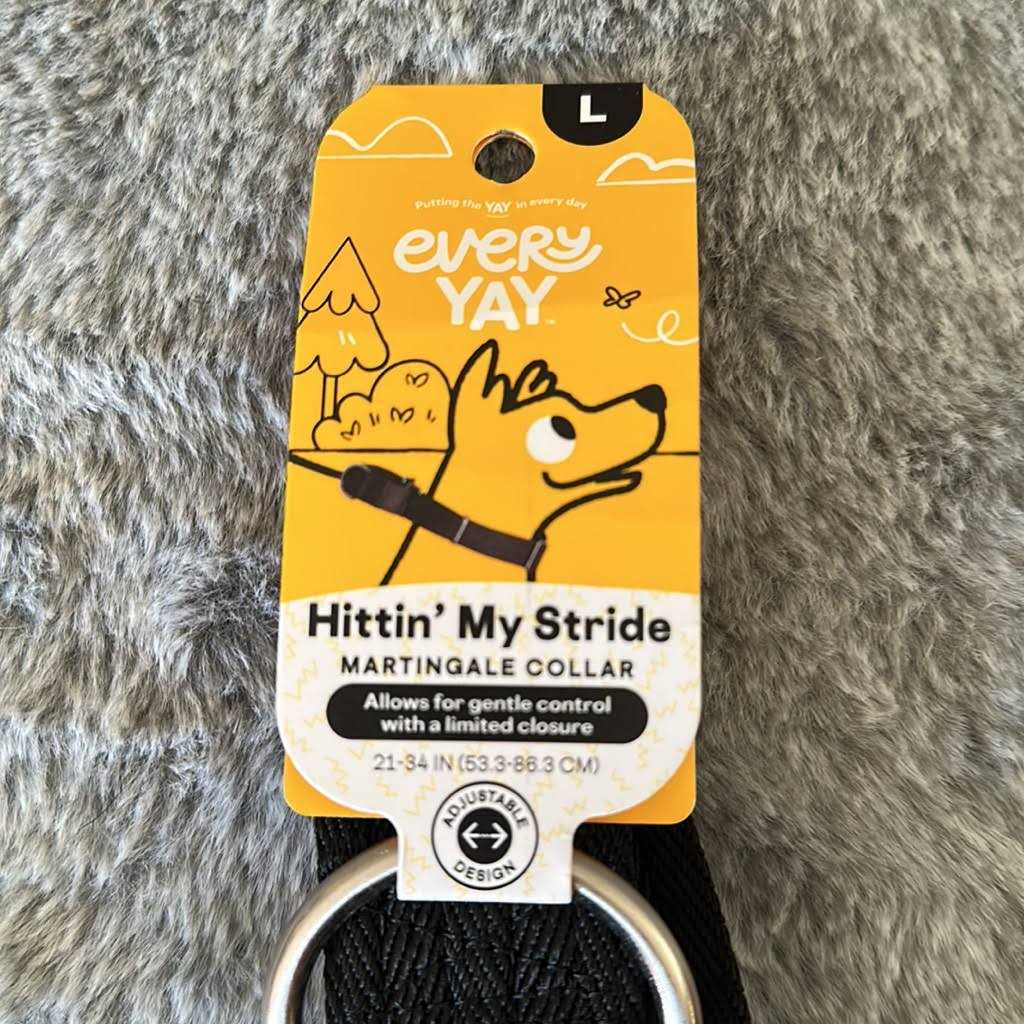 L
Putting the YAY in every day
every
YAY™
Hittin' My Stride
MARTINGALE COLLAR
Allows for gentle control
with a limited closure
21-34 IN (53.3-86.3 CM)
ADJUSTABLE
DESIGN